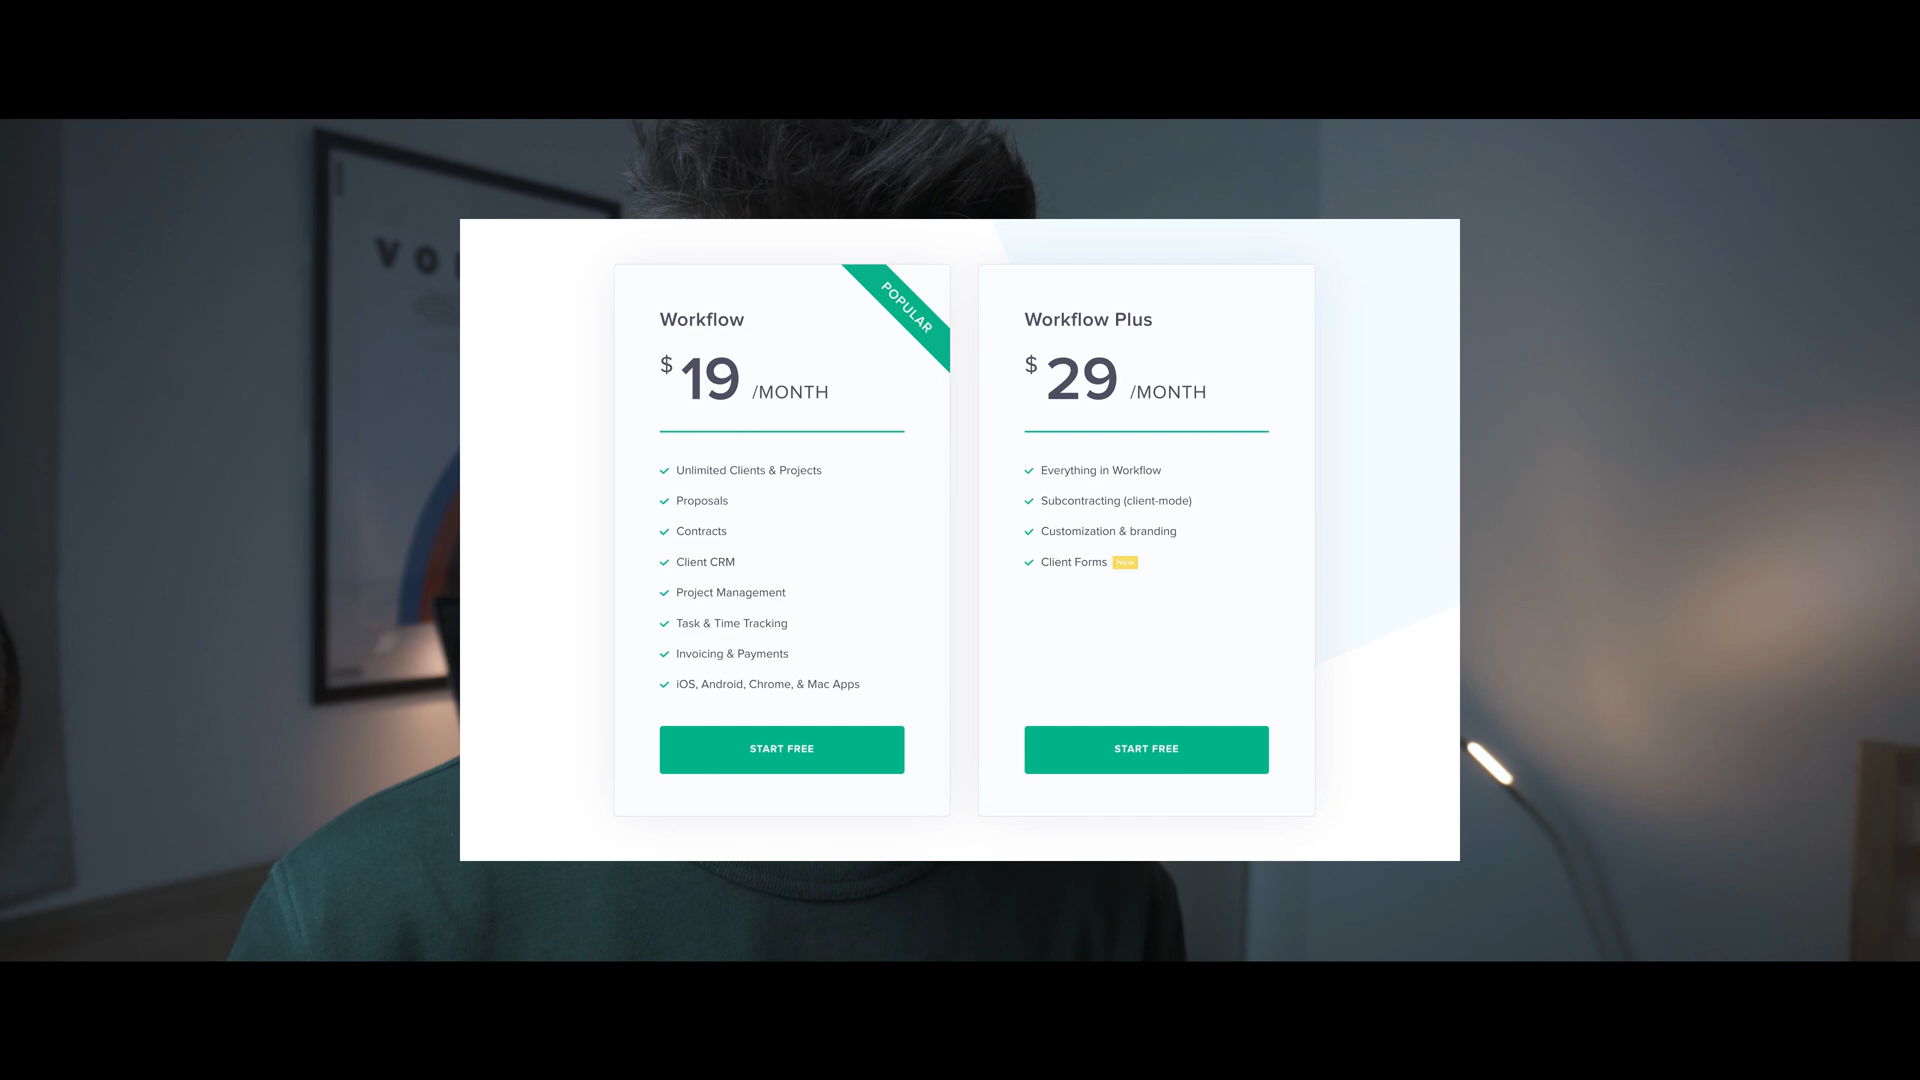 VO
Workflow
POPULAR
$ 19 /MONTH
Unlimited Clients & Projects
Proposals
Contracts
Client CRM
Project Management
Task & Time Tracking
Invoicing & Payments
iOS, Android, Chrome, & Mac Apps
START FREE
Workflow Plus
$ 29 /MONTH
Everything in Workflow
Subcontracting (client-mode)
Customization & branding
Client Forms New
START FREE